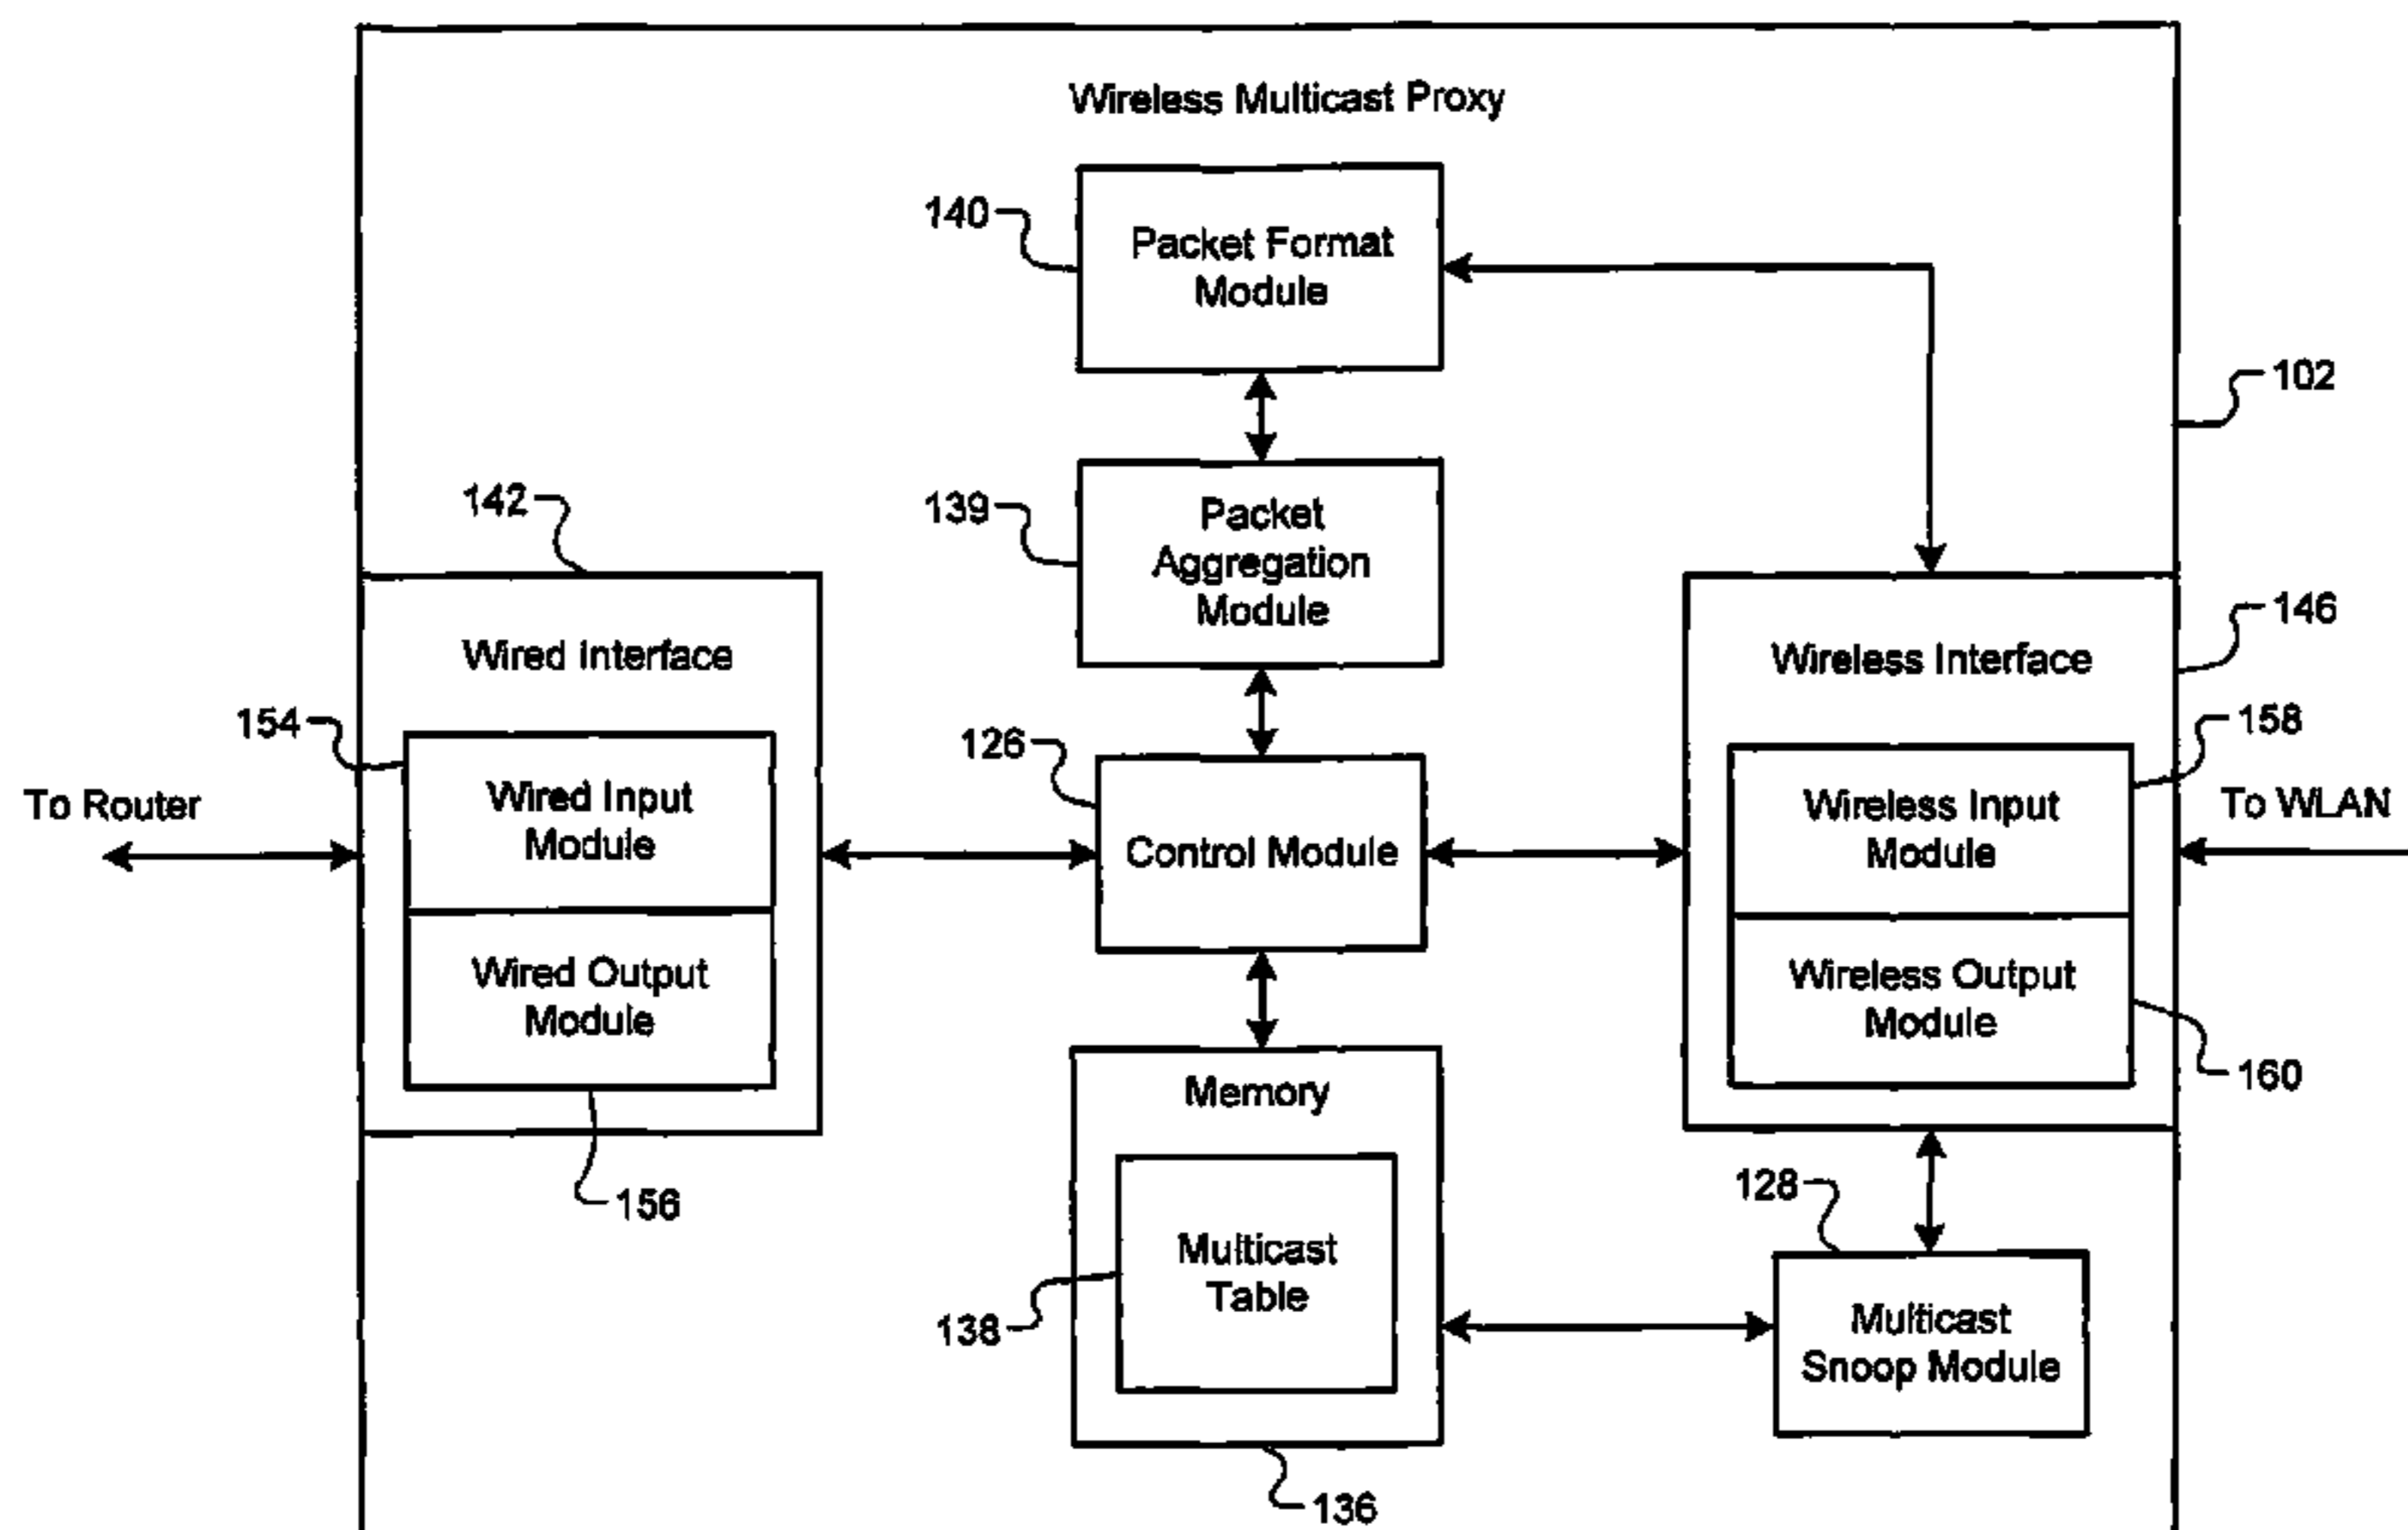 Wireless Multicast Proxy
140
Packet Format
Module
102
142
139
Packet
Aggregation
Module
146
Wired Interface
Wireless Interface
154
126
158
To Router
Wired Input
Module
Control Module
Wireless Input
Module
To WLAN
Wired Output
Module
Wireless Output
Module
160
Memory
156
128
Multicast
Table
138
Multicast
Snoop Module
136